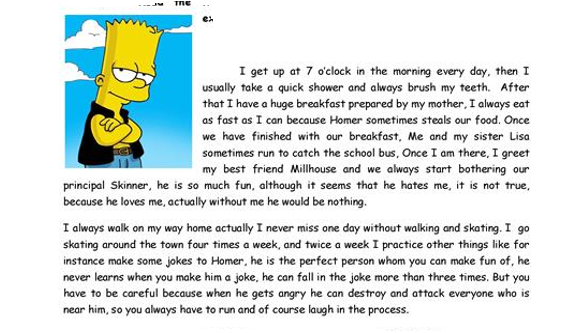 the
I get up at 7 o'clock in the morning every day, then I
usually take a quick shower and always brush my teeth. After
that I have a huge breakfast prepared by my mother, I always eat
as fast as I can because Homer sometimes steals our food. Once
we have finished with our breakfast, Me and my sister Lisa
sometimes run to catch the school bus, Once I am there, I greet
my best friend Millhouse and we always start bothering our
principal Skinner, he is so much fun, although it seems that he hates me, it is not true,
because he loves me, actually without me he would be nothing.
I always walk on my way home actually I never miss one day without walking and skating. I go
skating around the town four times a week, and twice a week I practice other things like for
instance make some jokes to Homer, he is the perfect person whom you can make fun of, he
never learns when you make him a joke, he can fall in the joke more than three times. But you
have to be careful because when he gets angry he can destroy and attack everyone who is
near him, so you always have to run and of course laugh in the process.